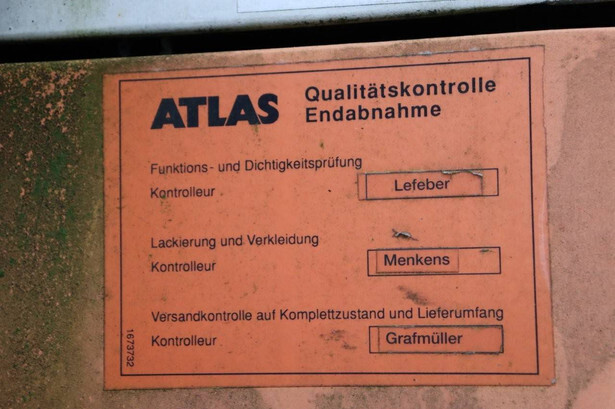 ATLAS Qualitätskontrolle
Endabnahme
Funktions- und Dichtigkeitsprüfung
Kontrolleur Lefeber
Lackierung und Verkleidung
Kontrolleur Menkens
Versandkontrolle auf Komplettzustand und Lieferumfang
Kontrolleur Grafmüller
1673732